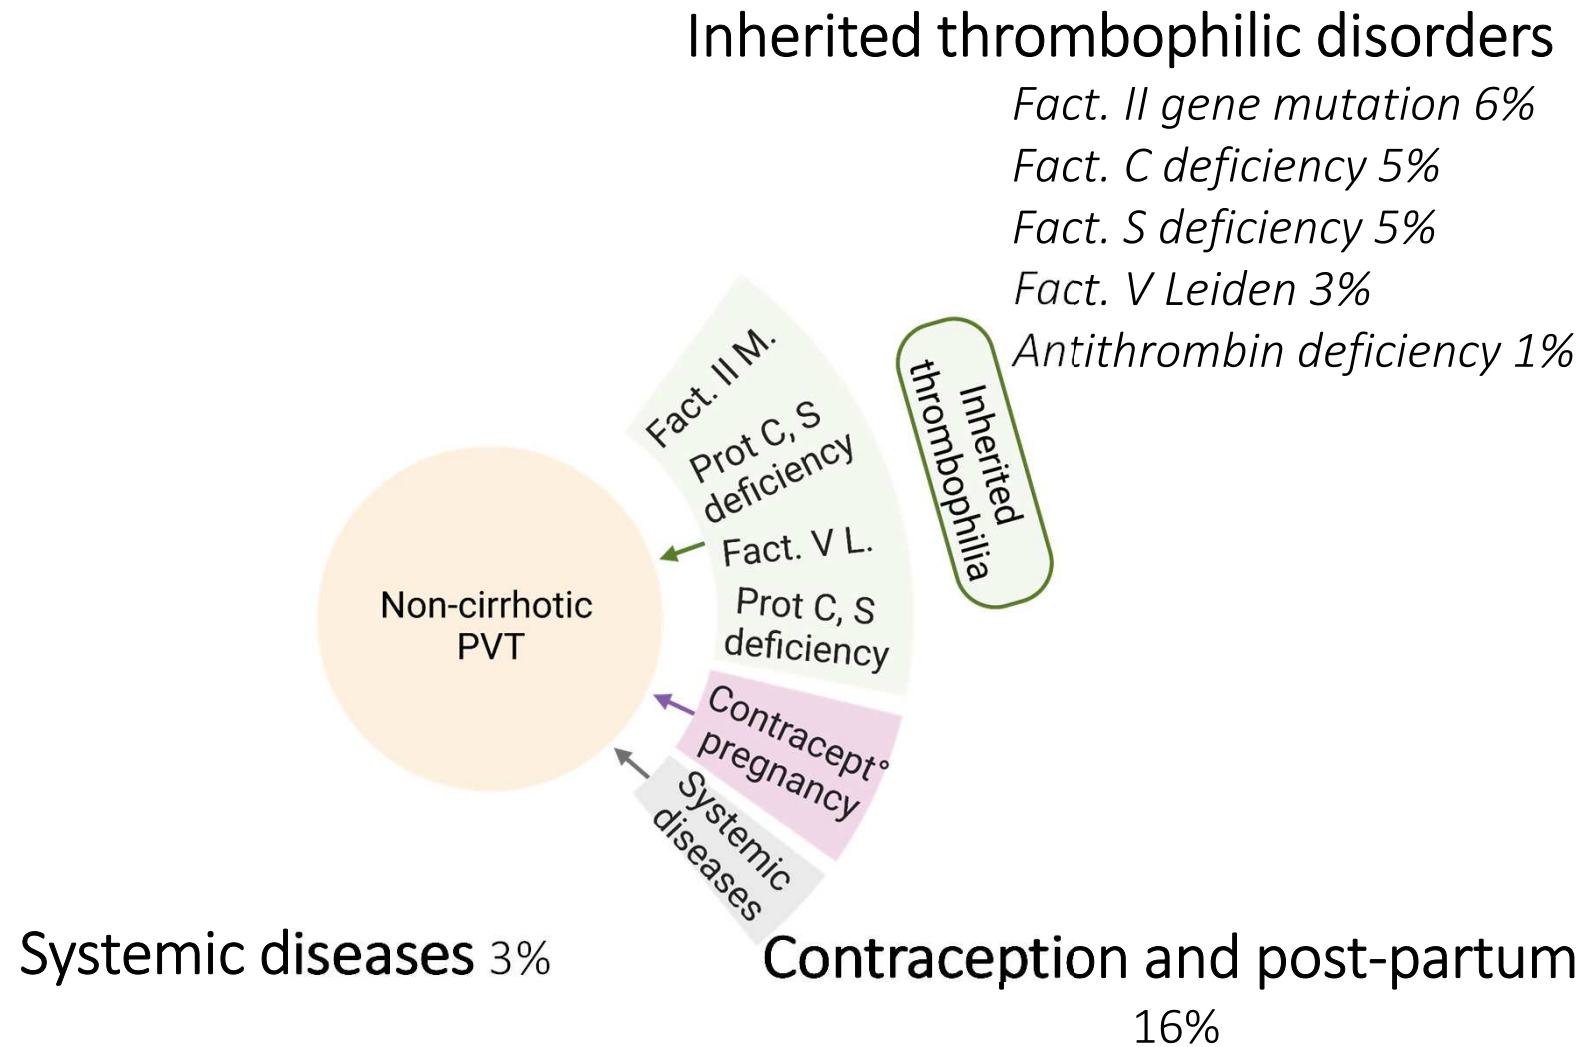 Inherited thrombophilic disorders
Fact. II gene mutation 6%
Fact. C deficiency 5%
Fact. S deficiency 5%
Fact. V Leiden 3%
Antithrombin deficiency 1%
Inherited
thrombophilia
Fact. II M.
Prot C, S
deficiency
Fact. V L.
Prot C, S
deficiency
Non-cirrhotic
PVT
Contracept°
pregnancy
Systemic
diseases
Systemic diseases 3%
Contraception and post-partum
16%